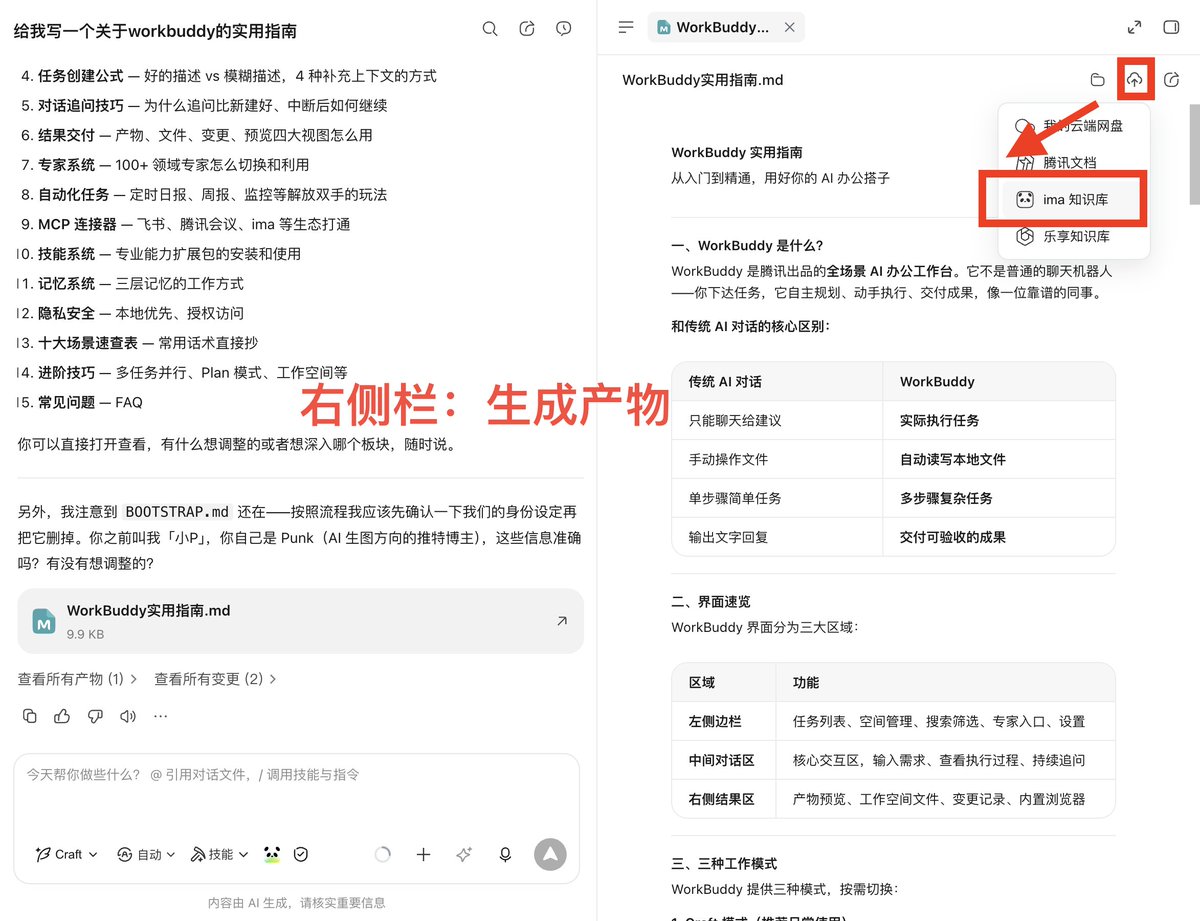 给我写一个关于workbuddy的实用指南
4. 任务创建公式 — 好的描述 vs 模糊描述，4 种补充上下文的方式
5. 对话追问技巧 — 为什么追问比新建好、中断后如何继续
6. 结果交付 — 产物、文件、变更、预览四大视图怎么用
7. 专家系统 — 100+ 领域专家怎么切换和利用
8. 自动化任务 — 定时日报、周报、监控等解放双手的玩法
9. MCP 连接器 — 飞书、腾讯会议、ima 等生态打通
10. 技能系统 — 专业能力扩展包的安装和使用
11. 记忆系统 — 三层记忆的工作方式
12. 隐私安全 — 本地优先、授权访问
13. 十大场景速查表 — 常用话术直接抄
14. 进阶技巧 — 多任务并行、Plan 模式、工作空间等
15. 常见问题 — FAQ
右侧栏：生成产物
你可以直接打开查看，有什么想调整的或者想深入哪个板块，随时说。
另外，我注意到 BOOTSTRAP.md 还在——按照流程我应该先确认一下我们的身份设定再
把它删掉。你之前叫我「小P」，你自己是 Punk（AI 生图方向的推特博主），这些信息准确
吗？有没有想调整的？
M
WorkBuddy实用指南.md
9.9 KB
查看所有产物 (1) >
查看所有变更 (2) >
今天帮你做些什么？ @ 引用对话文件，/ 调用技能与指令
Craft
自动
技能
内容由 AI 生成，请核实重要信息
M WorkBuddy...
WorkBuddy实用指南.md
我的云端网盘
腾讯文档
ima 知识库
乐享知识库
WorkBuddy 实用指南
从入门到精通，用好你的 AI 办公搭子
一、WorkBuddy 是什么?
WorkBuddy 是腾讯出品的全场景 AI 办公工作台。它不是普通的聊天机器人
——你下达任务，它自主规划、动手执行、交付成果，像一位靠谱的同事。
和传统 AI 对话的核心区别：
传统 AI 对话 WorkBuddy
只能聊天给建议 实际执行任务
手动操作文件 自动读写本地文件
单步骤简单任务 多步骤复杂任务
输出文字回复 交付可验收的成果
二、界面速览
WorkBuddy 界面分为三大区域：
区域 功能
左侧边栏 任务列表、空间管理、搜索筛选、专家入口、设置
中间对话区 核心交互区，输入需求、查看执行过程、持续追问
右侧结果区 产物预览、工作空间文件、变更记录、内置浏览器
三、三种工作模式
WorkBuddy 提供三种模式，按需切换：
1. Craft 模式（推荐日常使用）